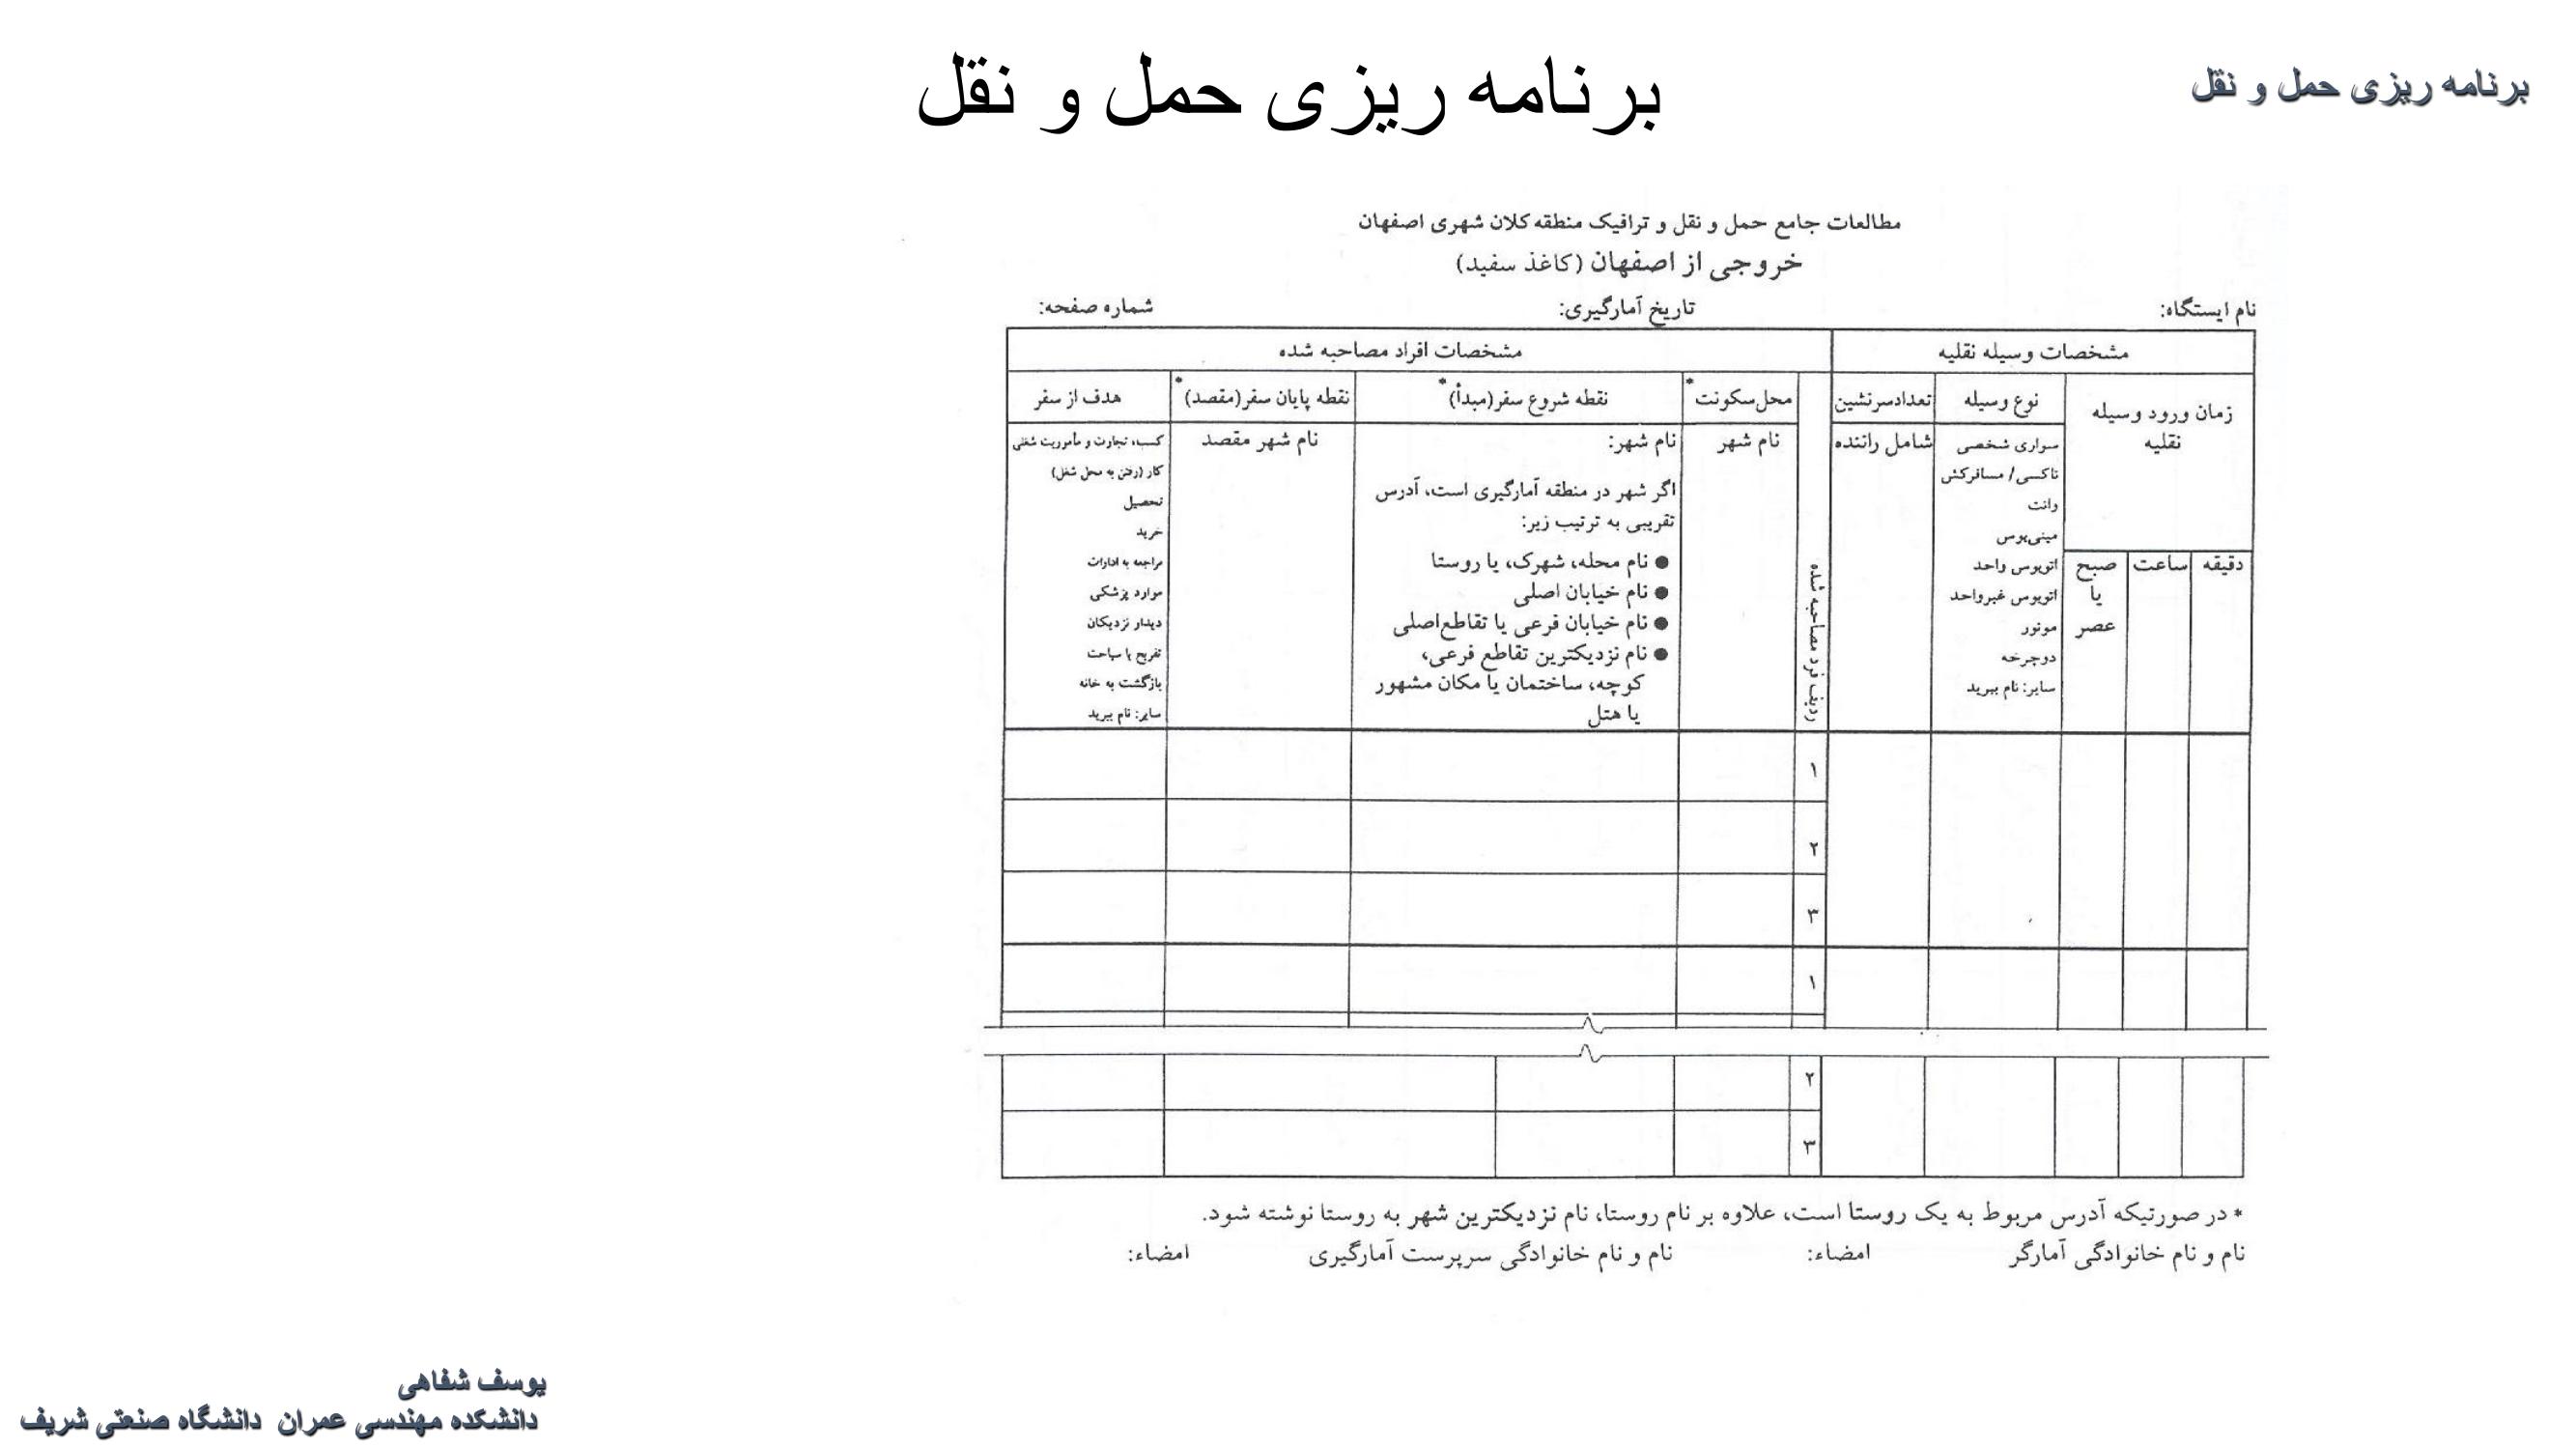 برنامه ریزی حمل و نقل
برنامه ریزی حمل و نقل
مطالعات جامع حمل و نقل و ترافیک منطقه کلان شهری اصفهان
خروجی از اصفهان (کاغذ سفید)
نام ایستگاه:
تاریخ آمارگیری:
شماره صفحه:
مشخصات وسیله نقلیه
مشخصات افراد مصاحبه شده
زمان ورود وسیله
نقلیه
دقیقه
ساعت
صبح
یا
عصر
نوع وسیله
سواری شخصی
تاکسی/ مسافرکش
وانت
مینی‌بوس
اتوبوس واحد
اتوبوس غیرواحد
موتور
دوچرخه
سایر: نام ببرید
تعدادسرنشین
شامل راننده
ردیف فرد مصاحبه شده
محل‌سکونت*
نام شهر
نقطه شروع سفر(مبدأ)*
نام شهر:
اگر شهر در منطقه آمارگیری است، آدرس
تقریبی به ترتیب زیر:
● نام محله، شهرک، یا روستا
● نام خیابان اصلی
● نام خیابان فرعی یا تقاطع‌اصلی
● نام نزدیکترین تقاطع فرعی،
کوچه، ساختمان یا مکان مشهور
یا هتل
نقطه پایان سفر(مقصد)*
نام شهر مقصد
هدف از سفر
کسب، تجارت و مأموریت شغلی
کار (رفتن به محل شغل)
تحصیل
خرید
مراجعه به ادارات
موارد پزشکی
دیدار نزدیکان
تفریح یا سیاحت
بازگشت به خانه
سایر: نام ببرید
۱
۲
۳
۱
۲
۳
* در صورتیکه آدرس مربوط به یک روستا است، علاوه بر نام روستا، نام نزدیکترین شهر به روستا نوشته شود.
نام و نام خانوادگی آمارگر
امضاء:
نام و نام خانوادگی سرپرست آمارگیری
امضاء:
یوسف شفاهی
دانشکده مهندسی عمران دانشگاه صنعتی شریف